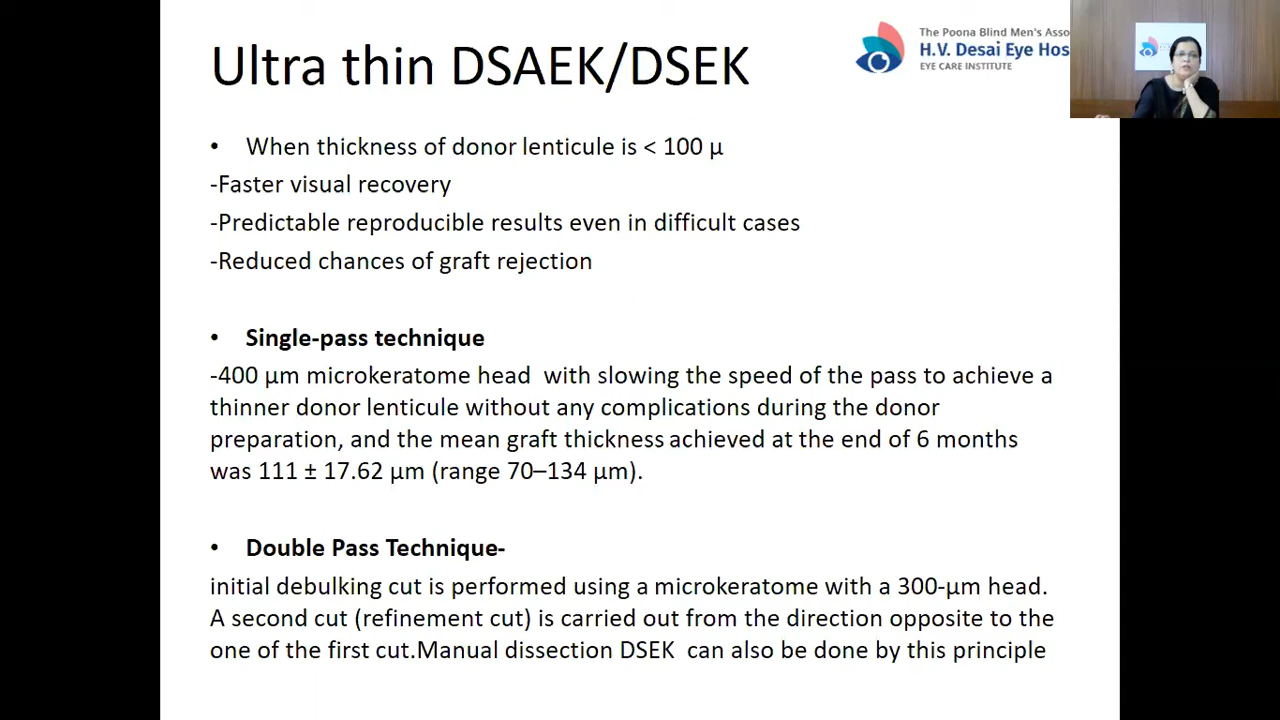 Ultra thin DSAEK/DSEK
The Poona Blind Men's Asso
H.V. Desai Eye Hos
EYE CARE INSTITUTE
• When thickness of donor lenticule is < 100 µ
-Faster visual recovery
-Predictable reproducible results even in difficult cases
-Reduced chances of graft rejection
• Single-pass technique
-400 μm microkeratome head with slowing the speed of the pass to achieve a
thinner donor lenticule without any complications during the donor
preparation, and the mean graft thickness achieved at the end of 6 months
was 111 ± 17.62 μm (range 70–134 μm).
• Double Pass Technique-
initial debulking cut is performed using a microkeratome with a 300-μm head.
A second cut (refinement cut) is carried out from the direction opposite to the
one of the first cut.Manual dissection DSEK can also be done by this principle